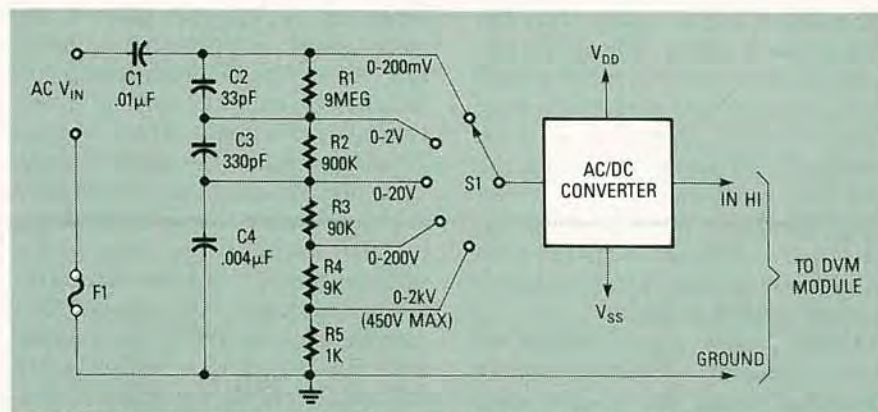 AC V_IN
C1
.01µF
C2
33pF
C3
330pF
C4
.004µF
F1
R1
9MEG
R2
900K
R3
90K
R4
9K
R5
1K
0-200mV
0-2V
0-20V
0-200V
0-2kV
(450V MAX)
S1
V_DD
AC/DC
CONVERTER
V_SS
IN HI
TO DVM
MODULE
GROUND